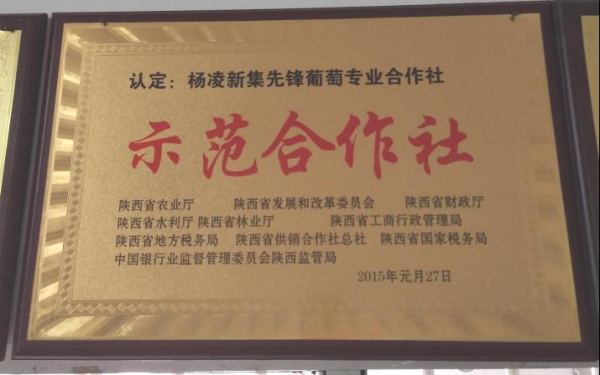 认定：杨凌新集先锋葡萄专业合作社
示范合作社
陕西省农业厅 陕西省发展和改革委员会 陕西省财政厅
陕西省水利厅 陕西省林业厅 陕西省工商行政管理局
陕西省地方税务局 陕西省供销合作社总社 陕西省国家税务局
中国银行业监督管理委员会陕西监管局
2015年元月27日